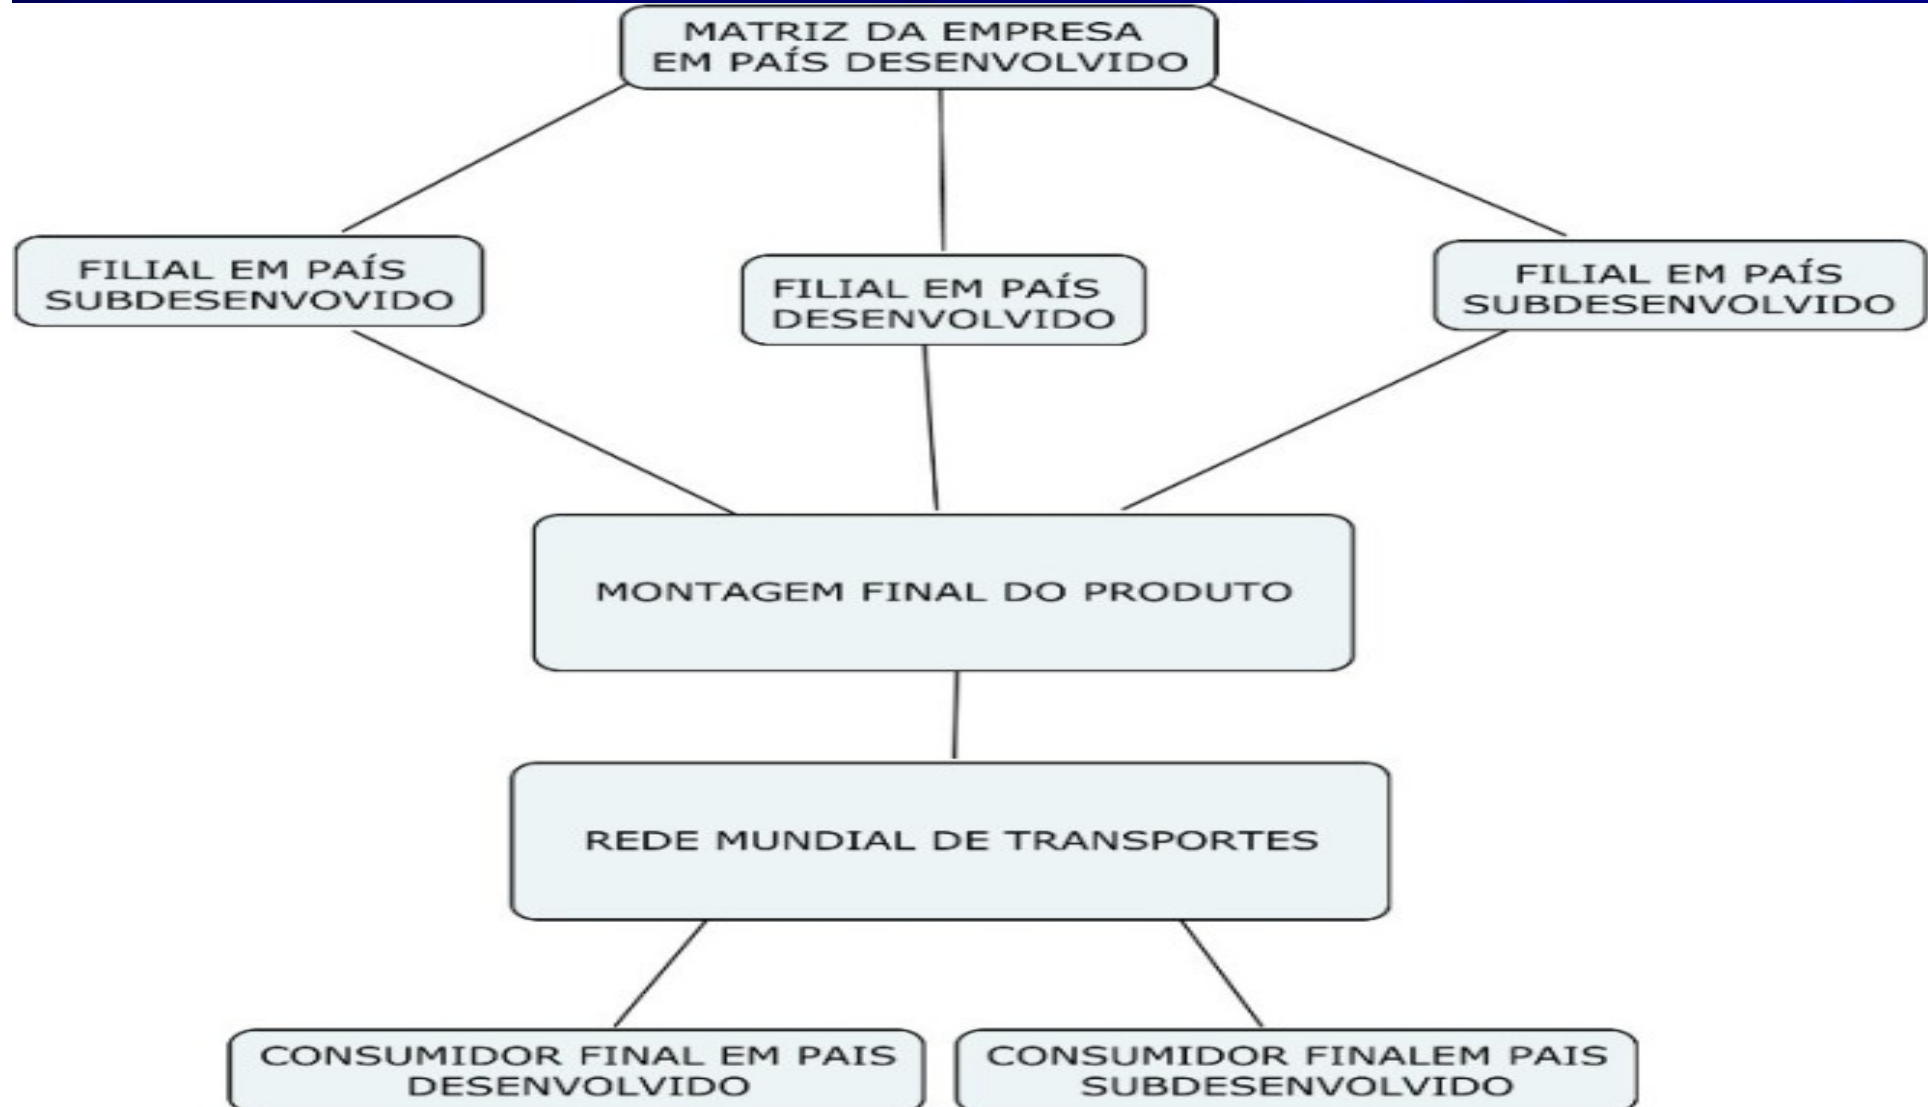 MATRIZ DA EMPRESA
EM PAÍS DESENVOLVIDO
FILIAL EM PAÍS
SUBDESENVOVIDO
FILIAL EM PAÍS
DESENVOLVIDO
FILIAL EM PAÍS
SUBDESENVOLVIDO
MONTAGEM FINAL DO PRODUTO
REDE MUNDIAL DE TRANSPORTES
CONSUMIDOR FINAL EM PAIS
DESENVOLVIDO
CONSUMIDOR FINALEM PAIS
SUBDESENVOLVIDO